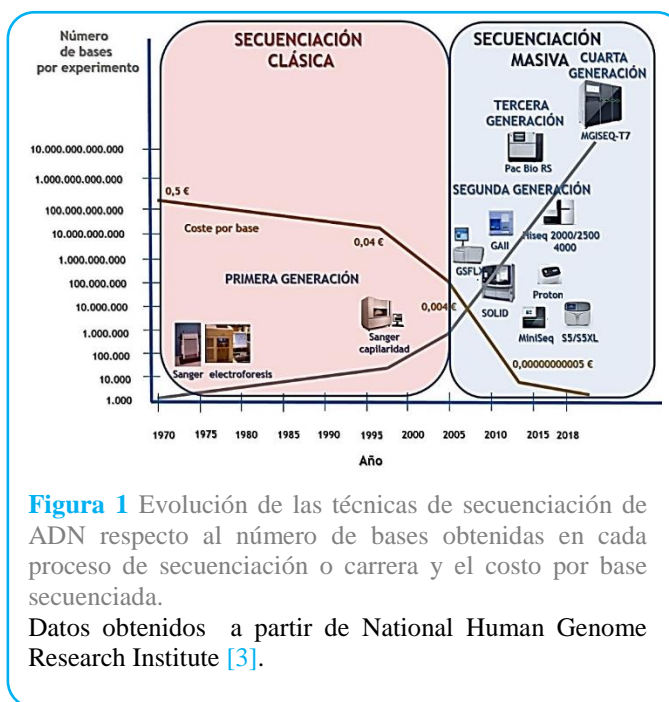 Número
de bases
por experimento
SECUENCIACIÓN
CLÁSICA
SECUENCIACIÓN
MASIVA
CUARTA
GENERACIÓN
MGISEQ-T7
TERCERA
GENERACIÓN
Pac Bio RS
10.000.000.000.000
1.000.000.000.000
100.000.000.000
10.000.000.000
1.000.000.000
100.000.000
10.000.000
1.000.000
100.000
10.000
1.000
0,5 €
Coste por base
0,04 €
0,004 €
0,00000000005 €
PRIMERA GENERACIÓN
Sanger electroforesis
Sanger
capilaridad
SEGUNDA GENERACIÓN
GSFLX
GAII
Hiseq 2000/2500
4000
SOLID
Proton
MiniSeq
S5/S5XL
1970 1975 1980 1985 1990 1995 2000 2005 2010 2015 2018
Año
Figura 1 Evolución de las técnicas de secuenciación de
ADN respecto al número de bases obtenidas en cada
proceso de secuenciación o carrera y el costo por base
secuenciada.
Datos obtenidos a partir de National Human Genome
Research Institute [3].